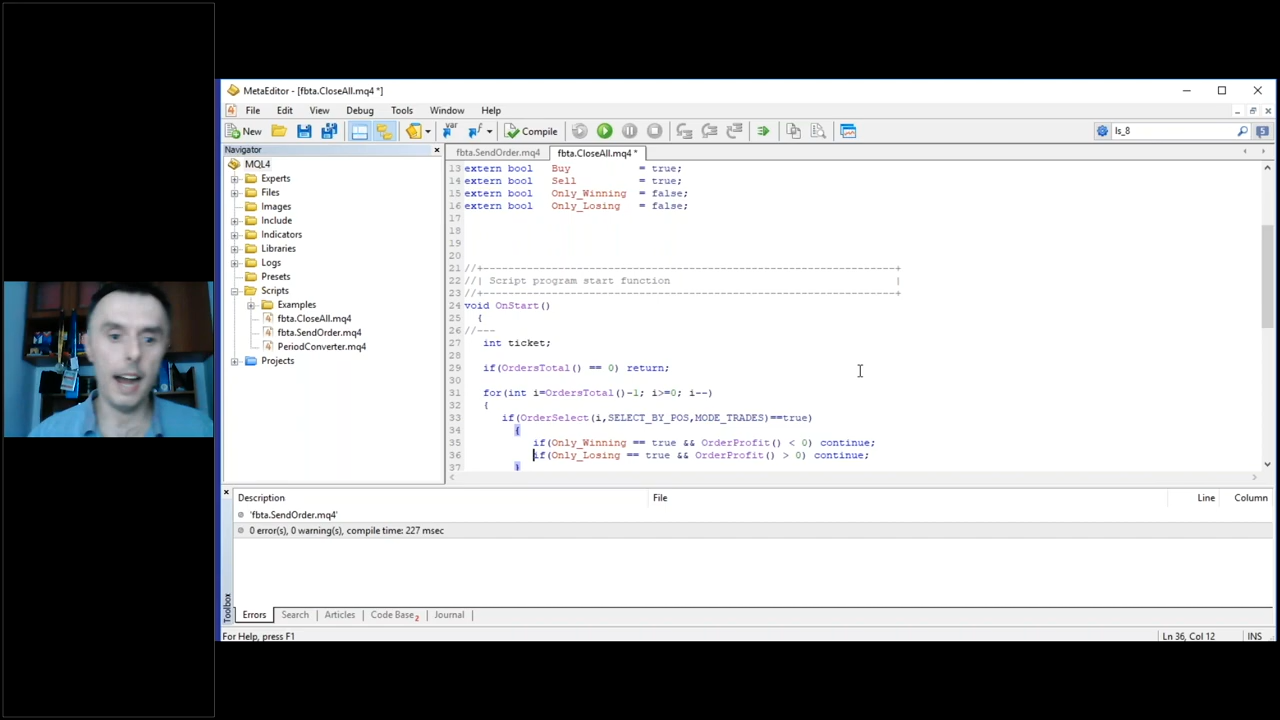 MetaEditor - [fbta.CloseAll.mq4 *]
File Edit View Debug Tools Window Help
New Compile ls_8
Navigator
MQL4
Experts
Files
Images
Include
Indicators
Libraries
Logs
Presets
Scripts
Examples
fbta.CloseAll.mq4
fbta.SendOrder.mq4
PeriodConverter.mq4
Projects
fbta.SendOrder.mq4 fbta.CloseAll.mq4 *
13 extern bool Buy = true;
14 extern bool Sell = true;
15 extern bool Only_Winning = false;
16 extern bool Only_Losing = false;
17
18
19
20
21 //+------------------------------------------------------------------+
22 //| Script program start function |
23 //+------------------------------------------------------------------+
24 void OnStart()
25 {
26 //---
27 int ticket;
28
29 if(OrdersTotal() == 0) return;
30
31 for(int i=OrdersTotal()-1; i>=0; i--)
32 {
33 if(OrderSelect(i,SELECT_BY_POS,MODE_TRADES)==true)
34 {
35 if(Only_Winning == true && OrderProfit() < 0) continue;
36 if(Only_Losing == true && OrderProfit() > 0) continue;
37 }
Description File Line Column
'fbta.SendOrder.mq4'
0 error(s), 0 warning(s), compile time: 227 msec
Toolbox
Errors Search Articles Code Base 2 Journal
For Help, press F1 Ln 36, Col 12 INS